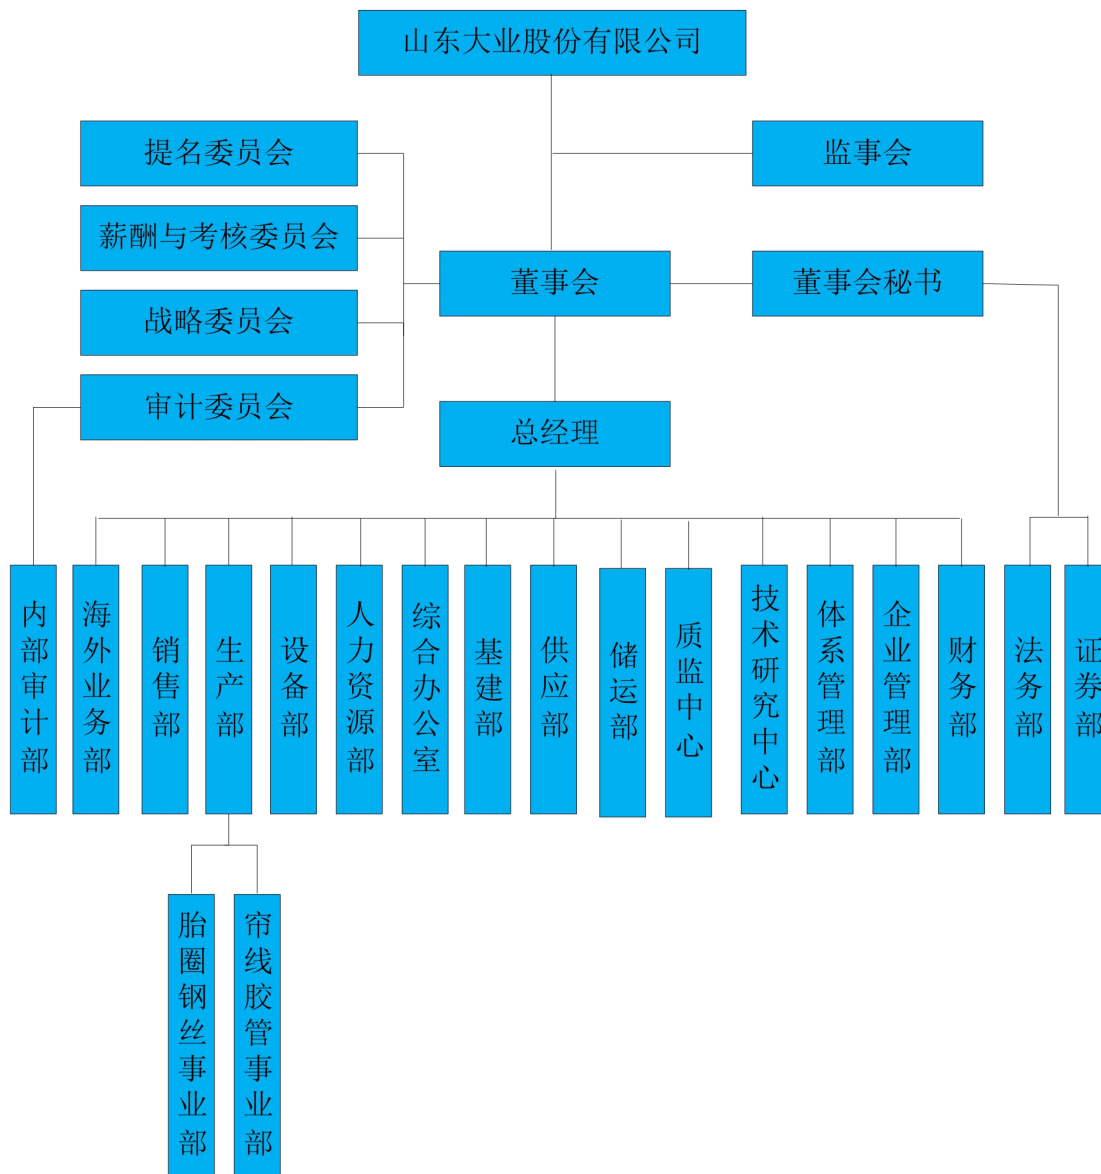 山东大业股份有限公司
提名委员会
监事会
薪酬与考核委员会
董事会
董事会秘书
战略委员会
审计委员会
总经理
内部审计部
海外业务部
销售部
生产部
设备部
人力资源部
综合办公室
基建部
供应部
储运部
质监中心
技术研究中心
体系管理部
企业管理部
财务部
法务部
证券部
胎圈钢丝事业部
帘线胶管事业部